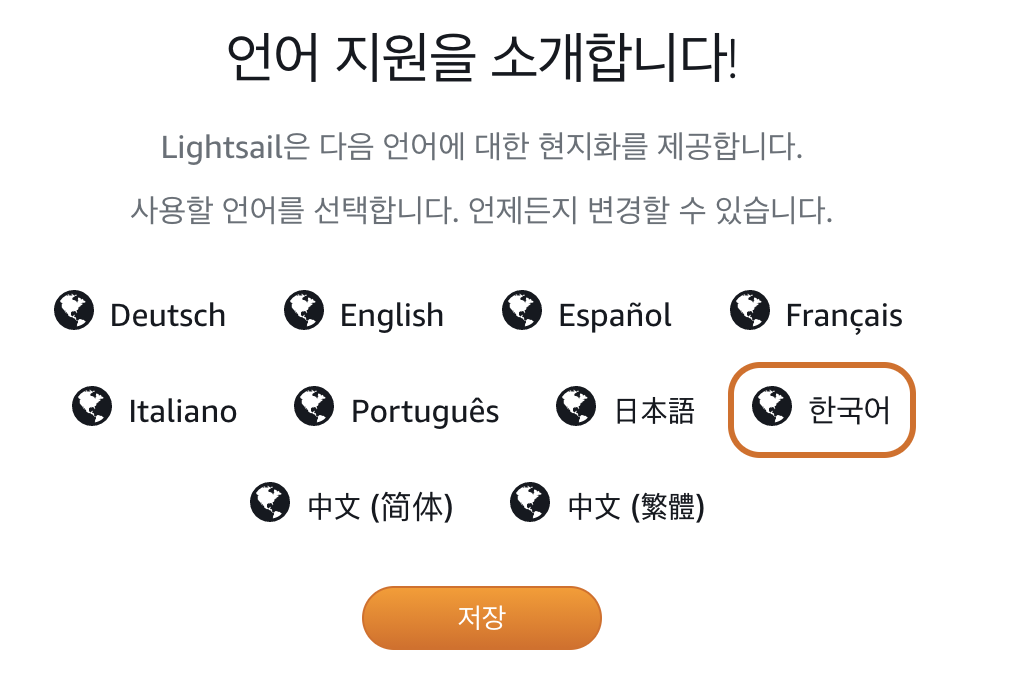 언어 지원을 소개합니다!
Lightsail은 다음 언어에 대한 현지화를 제공합니다.
사용할 언어를 선택합니다. 언제든지 변경할 수 있습니다.
Deutsch English Español Français
Italiano Português 日本語 한국어
中文 (简体) 中文 (繁體)
저장